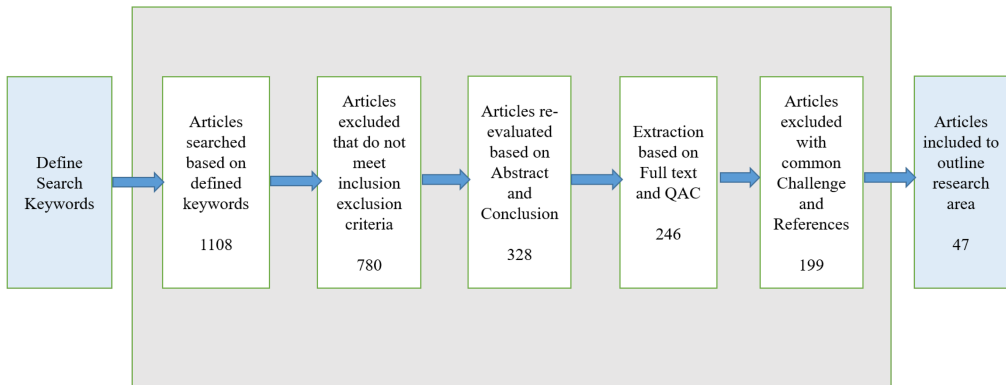 Define
Search
Keywords
Articles
searched
based on
defined
keywords
1108
Articles
excluded
that do not
meet
inclusion
exclusion
criteria
780
Articles re-
evaluated
based on
Abstract
and
Conclusion
328
Extraction
based on
Full text
and QAC
246
Articles
excluded
with
common
Challenge
and
References
199
Articles
included to
outline
research
area
47